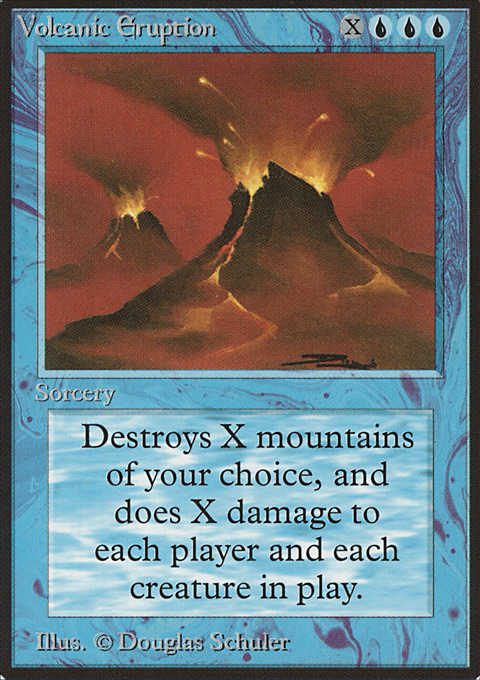 Volcanic Eruption X
Sorcery
Destroys X mountains
of your choice, and
does X damage to
each player and each
creature in play.
Illus. © Douglas Schuler